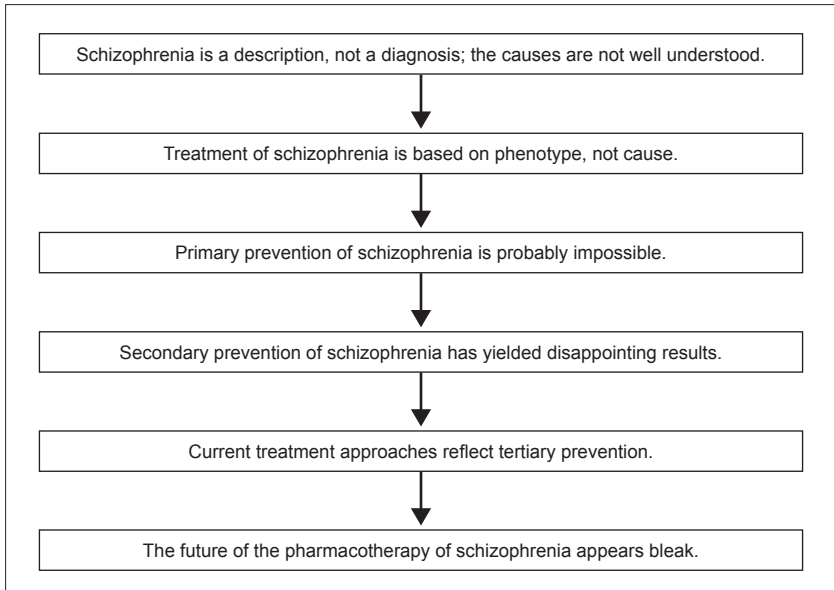 Schizophrenia is a description, not a diagnosis; the causes are not well understood.
Treatment of schizophrenia is based on phenotype, not cause.
Primary prevention of schizophrenia is probably impossible.
Secondary prevention of schizophrenia has yielded disappointing results.
Current treatment approaches reflect tertiary prevention.
The future of the pharmacotherapy of schizophrenia appears bleak.